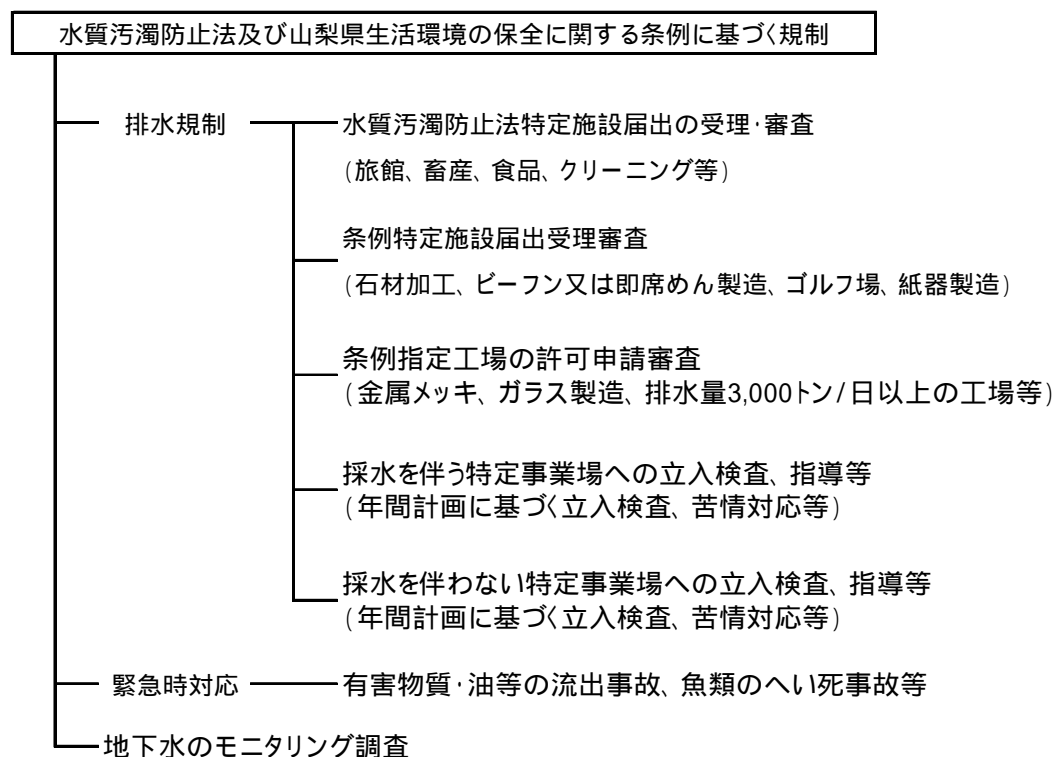 水質汚濁防止法及び山梨県生活環境の保全に関する条例に基づく規制
排水規制
水質汚濁防止法特定施設届出の受理・審査
(旅館、畜産、食品、クリーニング等)
条例特定施設届出受理審査
(石材加工、ビーフン又は即席めん製造、ゴルフ場、紙器製造)
条例指定工場の許可申請審査
(金属メッキ、ガラス製造、排水量3,000トン/日以上の工場等)
採水を伴う特定事業場への立入検査、指導等
(年間計画に基づく立入検査、苦情対応等)
採水を伴わない特定事業場への立入検査、指導等
(年間計画に基づく立入検査、苦情対応等)
緊急時対応
有害物質・油等の流出事故、魚類のへい死事故等
地下水のモニタリング調査